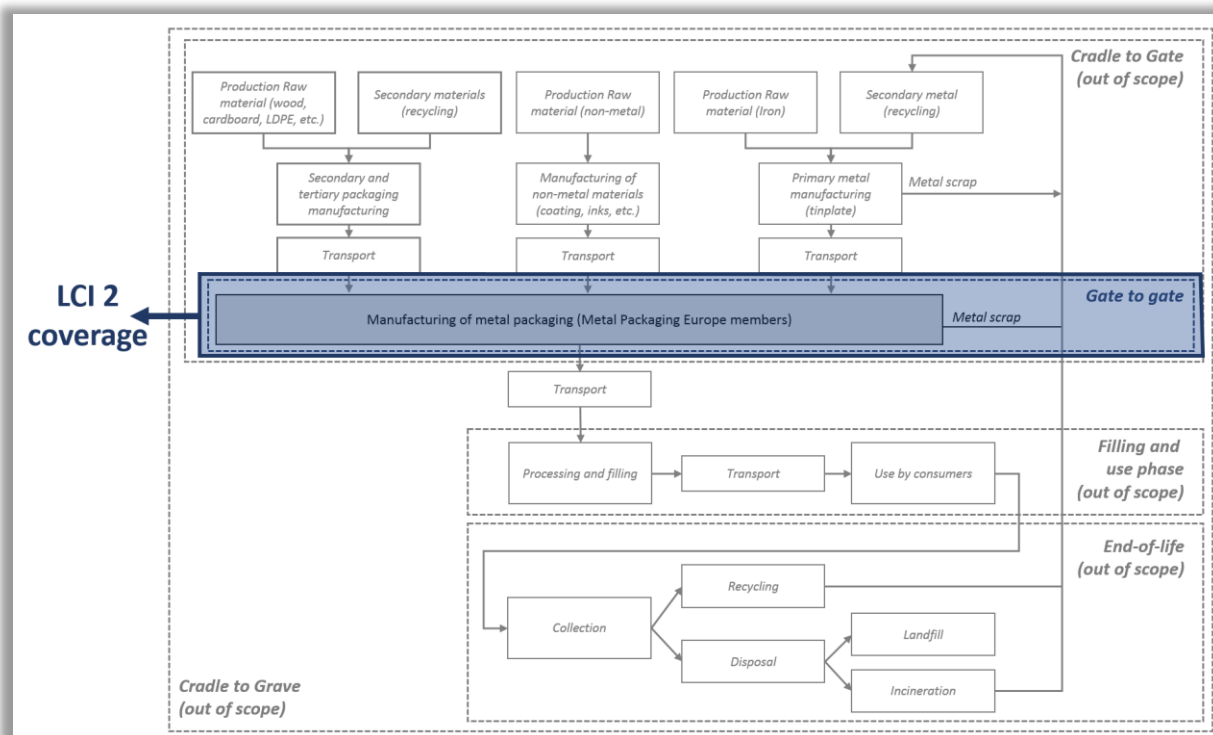 Cradle to Gate
(out of scope)
Production Raw
material (wood,
cardboard, LDPE, etc.)
Secondary materials
(recycling)
Production Raw
material (non-metal)
Production Raw
material (Iron)
Secondary metal
(recycling)
Secondary and
tertiary packaging
manufacturing
Manufacturing of
non-metal materials
(coating, inks, etc.)
Primary metal
manufacturing
(tinplate)
Metal scrap
Transport
Transport
Transport
LCI 2
coverage
Gate to gate
Manufacturing of metal packaging (Metal Packaging Europe members)
Metal scrap
Transport
Filling and
use phase
(out of scope)
Processing and filling
Transport
Use by consumers
End-of-life
(out of scope)
Recycling
Collection
Landfill
Disposal
Incineration
Cradle to Grave
(out of scope)